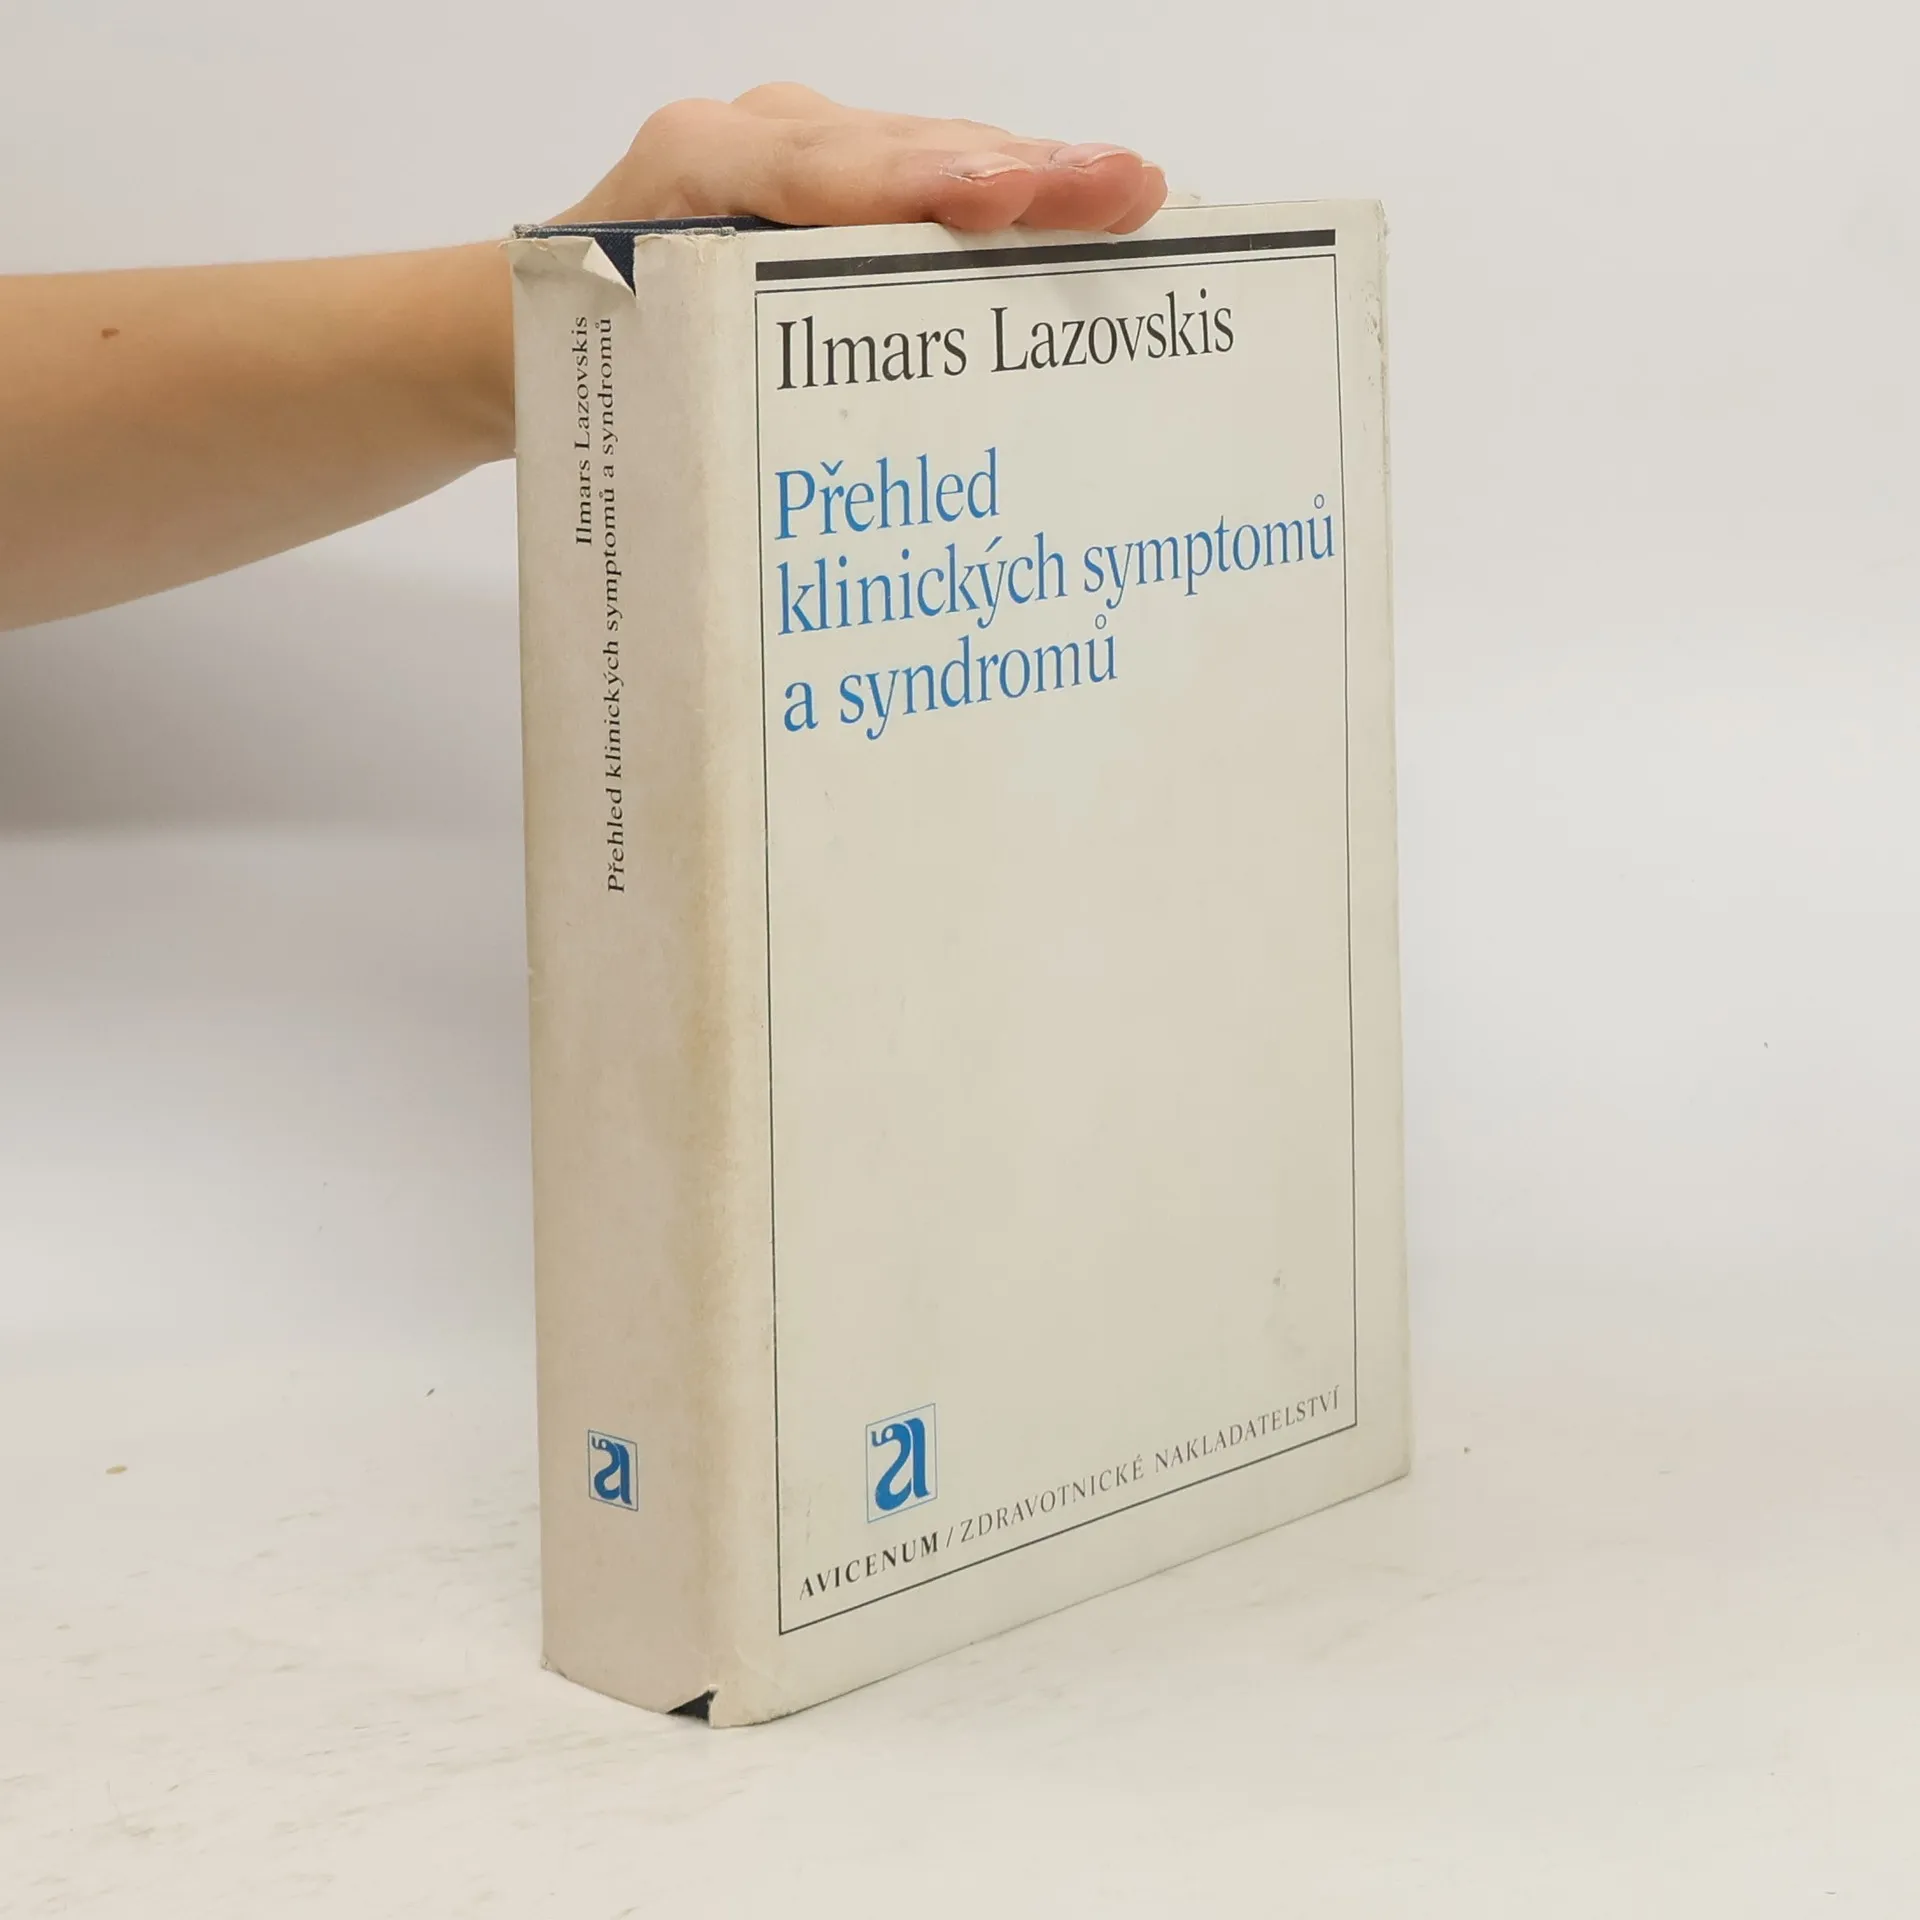 Ilmars Lazovskis
Přehled klinických symptomů a syndromů
Ilmars Lazovskis
Přehled
klinických symptomů
a syndromů
AVICENUM / ZDRAVOTNICKÉ NAKLADATELSTVÍ